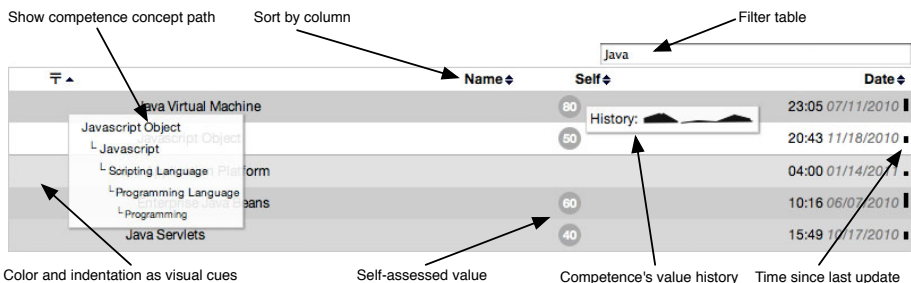 Show competence concept path
Sort by column
Filter table
Java
Name
Self
Date
Java Virtual Machine
80
23:05 07/11/2010
Javascript Object
Javascript Object
History:
50
20:43 11/18/2010
Javascript
Scripting Language
Platform
04:00 01/14/2011
Programming Language
Enterprise Java Beans
60
10:16 06/07/2010
Programming
Java Servlets
40
15:49 10/17/2010
Color and indentation as visual cues
Self-assessed value
Competence's value history
Time since last update